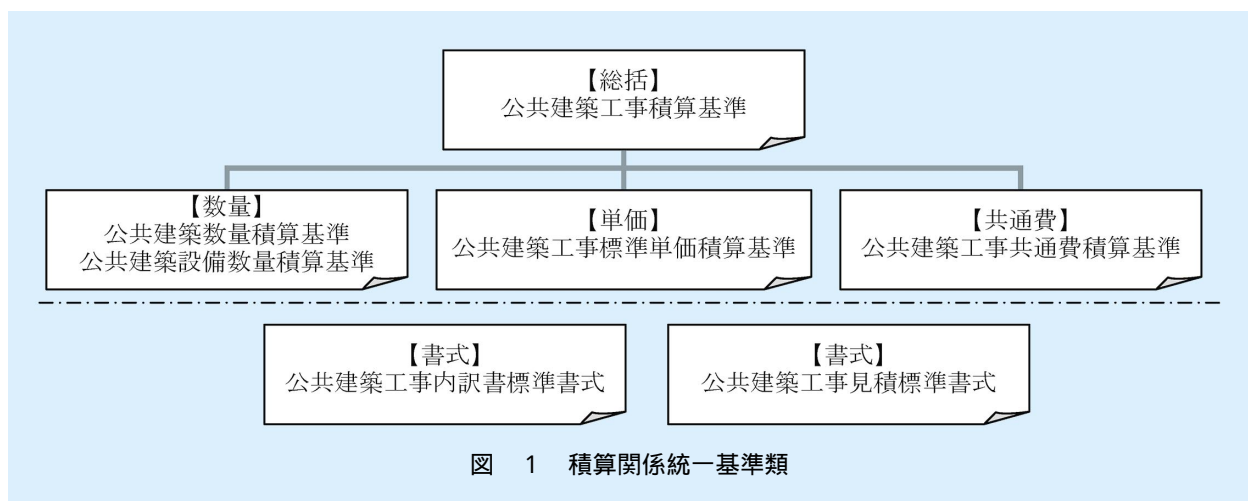 【総括】
公共建築工事積算基準
【数量】
公共建築数量積算基準
公共建築設備数量積算基準
【単価】
公共建築工事標準単価積算基準
【共通費】
公共建築工事共通費積算基準
【書式】
公共建築工事内訳書標準書式
【書式】
公共建築工事見積標準書式
図 1 積算関係統一基準類